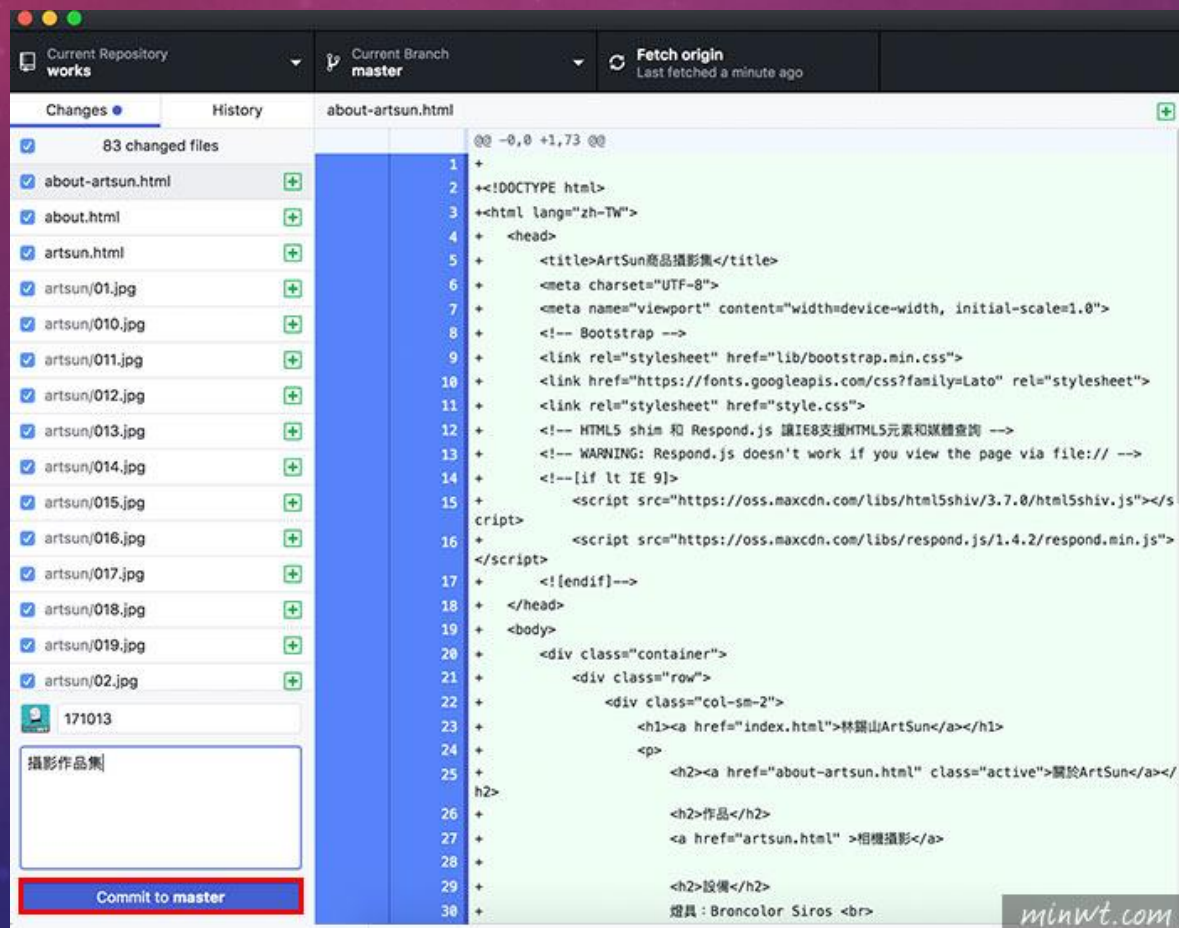 Current Repository
works
Current Branch
master
Fetch origin
Last fetched a minute ago
Changes
History
about-artsun.html
83 changed files
about-artsun.html
about.html
artsun.html
artsun/01.jpg
artsun/010.jpg
artsun/011.jpg
artsun/012.jpg
artsun/013.jpg
artsun/014.jpg
artsun/015.jpg
artsun/016.jpg
artsun/017.jpg
artsun/018.jpg
artsun/019.jpg
artsun/02.jpg
171013
攝影作品集
Commit to master
@@ -0,0 +1,73 @@
1 +
2 +<!DOCTYPE html>
3 +<html lang="zh-TW">
4 + <head>
5 + <title>ArtSun商品攝影集</title>
6 + <meta charset="UTF-8">
7 + <meta name="viewport" content="width=device-width, initial-scale=1.0">
8 + <!-- Bootstrap -->
9 + <link rel="stylesheet" href="lib/bootstrap.min.css">
10 + <link href="https://fonts.googleapis.com/css?family=Lato" rel="stylesheet">
11 + <link rel="stylesheet" href="style.css">
12 + <!-- HTML5 shim 和 Respond.js 讓IE8支援HTML5元素和媒體查詢 -->
13 + <!-- WARNING: Respond.js doesn't work if you view the page via file:// -->
14 + <!--[if lt IE 9]>
15 + <script src="https://oss.maxcdn.com/libs/html5shiv/3.7.0/html5shiv.js"></s
cript>
16 + <script src="https://oss.maxcdn.com/libs/respond.js/1.4.2/respond.min.js">
</script>
17 + <![endif]-->
18 + </head>
19 + <body>
20 + <div class="container">
21 + <div class="row">
22 + <div class="col-sm-2">
23 + <h1><a href="index.html">林錫山ArtSun</a></h1>
24 + <p>
25 + <h2><a href="about-artsun.html" class="active">關於ArtSun</a></
h2>
26 + <h2>作品</h2>
27 + <a href="artsun.html" >相機攝影</a>
28 +
29 + <h2>設備</h2>
30 + 燈具：Broncolor Siros <br>
minwt.com